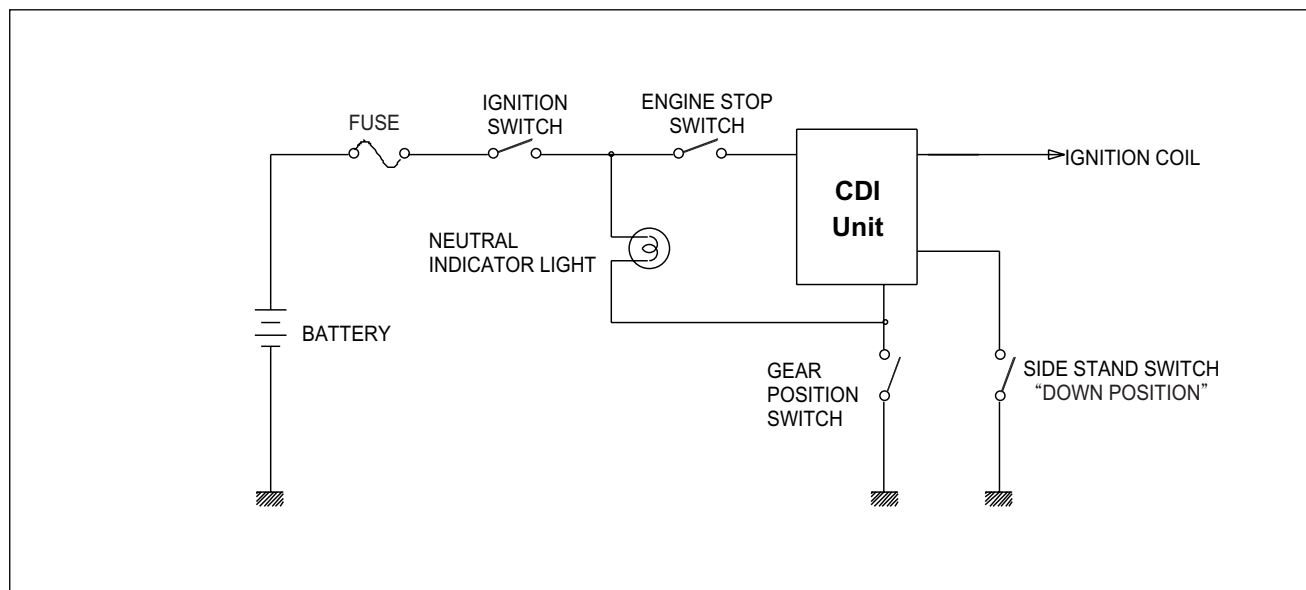 FUSE
IGNITION
SWITCH
ENGINE STOP
SWITCH
CDI
Unit
IGNITION COIL
NEUTRAL
INDICATOR LIGHT
BATTERY
GEAR
POSITION
SWITCH
SIDE STAND SWITCH
“DOWN POSITION”